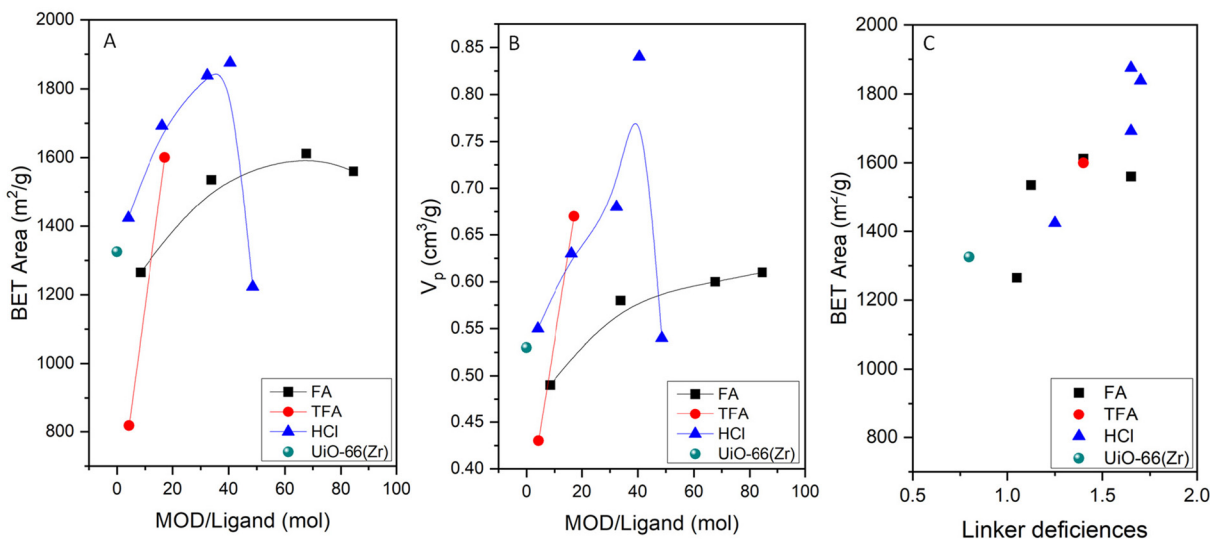 A
BET Area (m²/g)
2000
1800
1600
1400
1200
1000
800
0 20 40 60 80 100
MOD/Ligand (mol)
FA
TFA
HCl
UiO-66(Zr)
B
Vp (cm³/g)
0.85
0.80
0.75
0.70
0.65
0.60
0.55
0.50
0.45
0.40
0 20 40 60 80 100
MOD/Ligand (mol)
FA
TFA
HCl
UiO-66(Zr)
C
BET Area (m²/g)
2000
1800
1600
1400
1200
1000
800
0.5 1.0 1.5 2.0
Linker deficiences
FA
TFA
HCl
UiO-66(Zr)